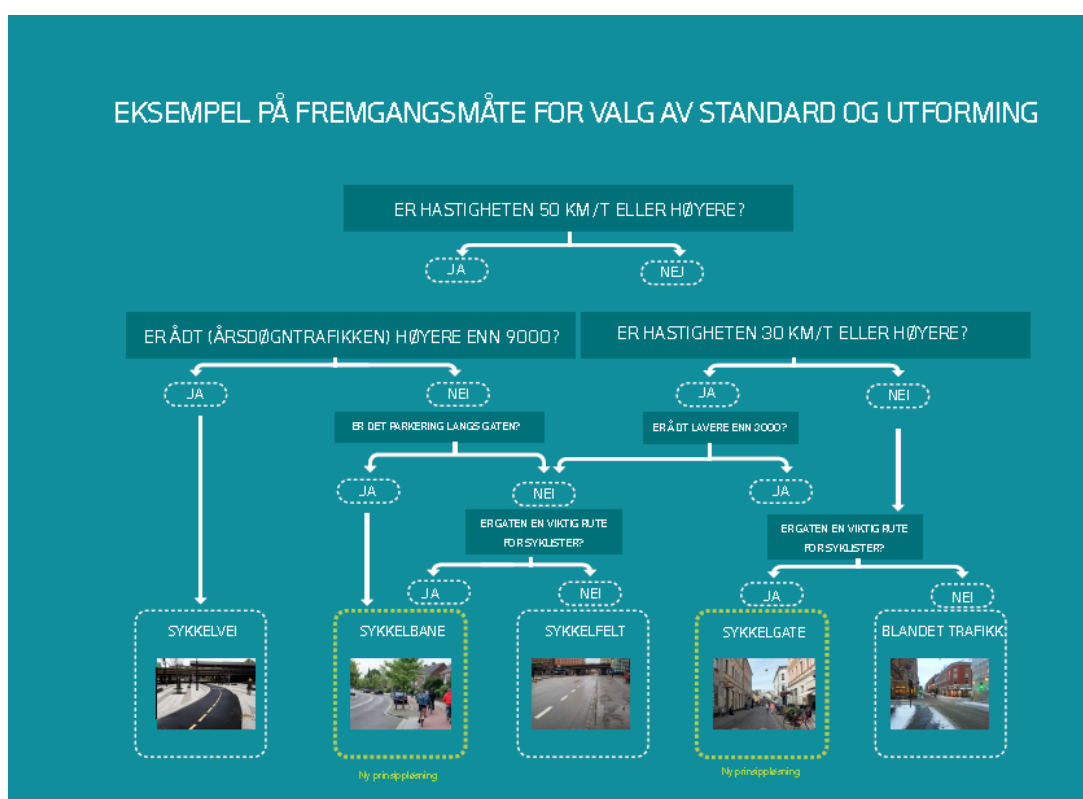 EKSEMPEL PÅ FREMGANGSMÅTE FOR VALG AV STANDARD OG UTFORMING
ER HASTIGHETEN 50 KM/T ELLER HØYERE?
JA
NEJ
ER ÅDT (ÅRSDØGNTRAFIKKEN) HØYERE ENN 9000?
ER HASTIGHETEN 30 KM/T ELLER HØYERE?
JA
NEI
JA
NEI
ER DET PARKERING LANGS GATEN?
ER ÅDT LAVERE ENN 3000?
JA
NEI
JA
ER GATEN EN VIKTIG RUTE
FOR SYKLISTER?
ER GATEN EN VIKTIG RUTE
FOR SYKLISTER?
JA
NEI
JA
NEI
SYKKELVEI
SYKKELBANE
SYKKELFELT
SYKKELGATE
BLANDET TRAFIKK
Ny prinsippløsning
Ny prinsippløsning